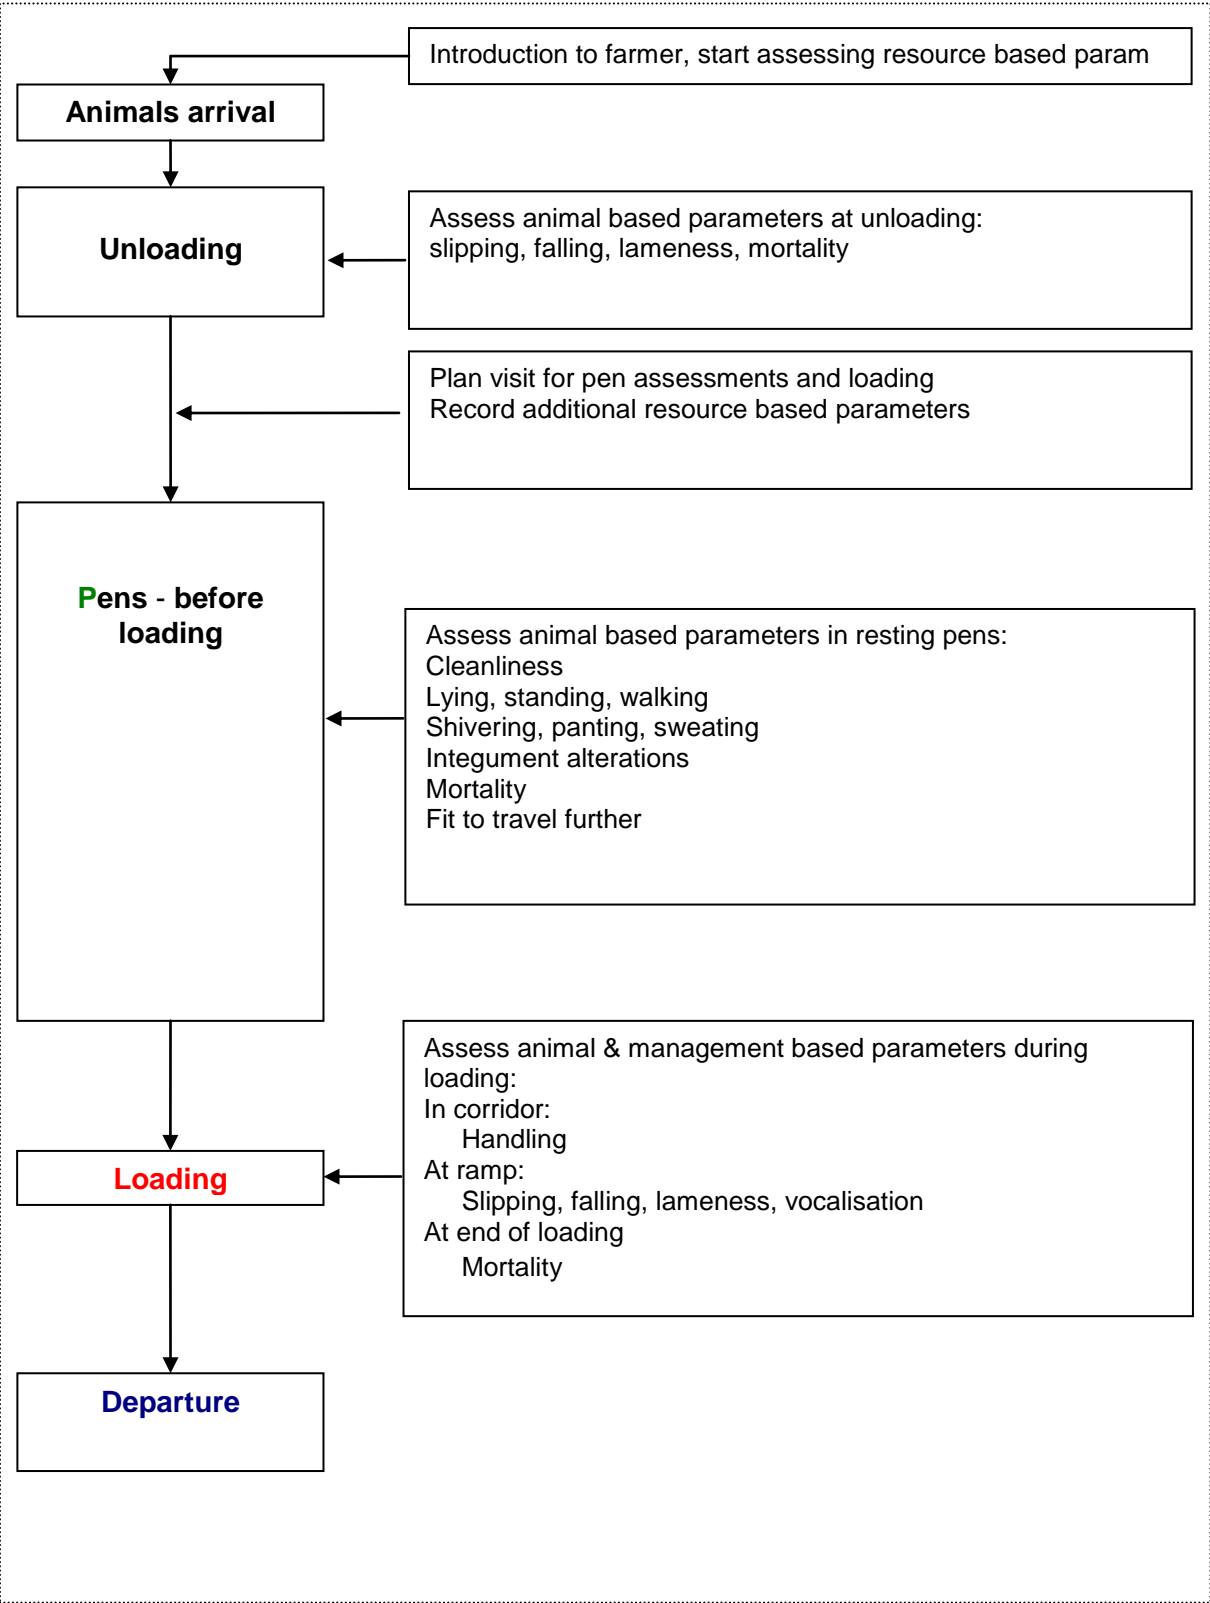 Introduction to farmer, start assessing resource based param
Animals arrival
Unloading
Assess animal based parameters at unloading:
slipping, falling, lameness, mortality
Plan visit for pen assessments and loading
Record additional resource based parameters
Pens - before
loading
Assess animal based parameters in resting pens:
Cleanliness
Lying, standing, walking
Shivering, panting, sweating
Integument alterations
Mortality
Fit to travel further
Assess animal & management based parameters during
loading:
In corridor:
Handling
At ramp:
Slipping, falling, lameness, vocalisation
At end of loading
Mortality
Loading
Departure